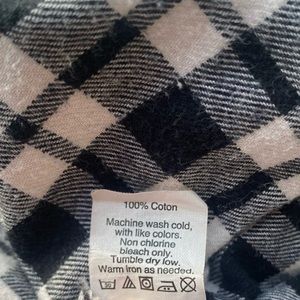 100% Coton
Machine wash cold,
with like colors.
Non chlorine
bleach only.
Tumble dry low.
Warm iron as needed.